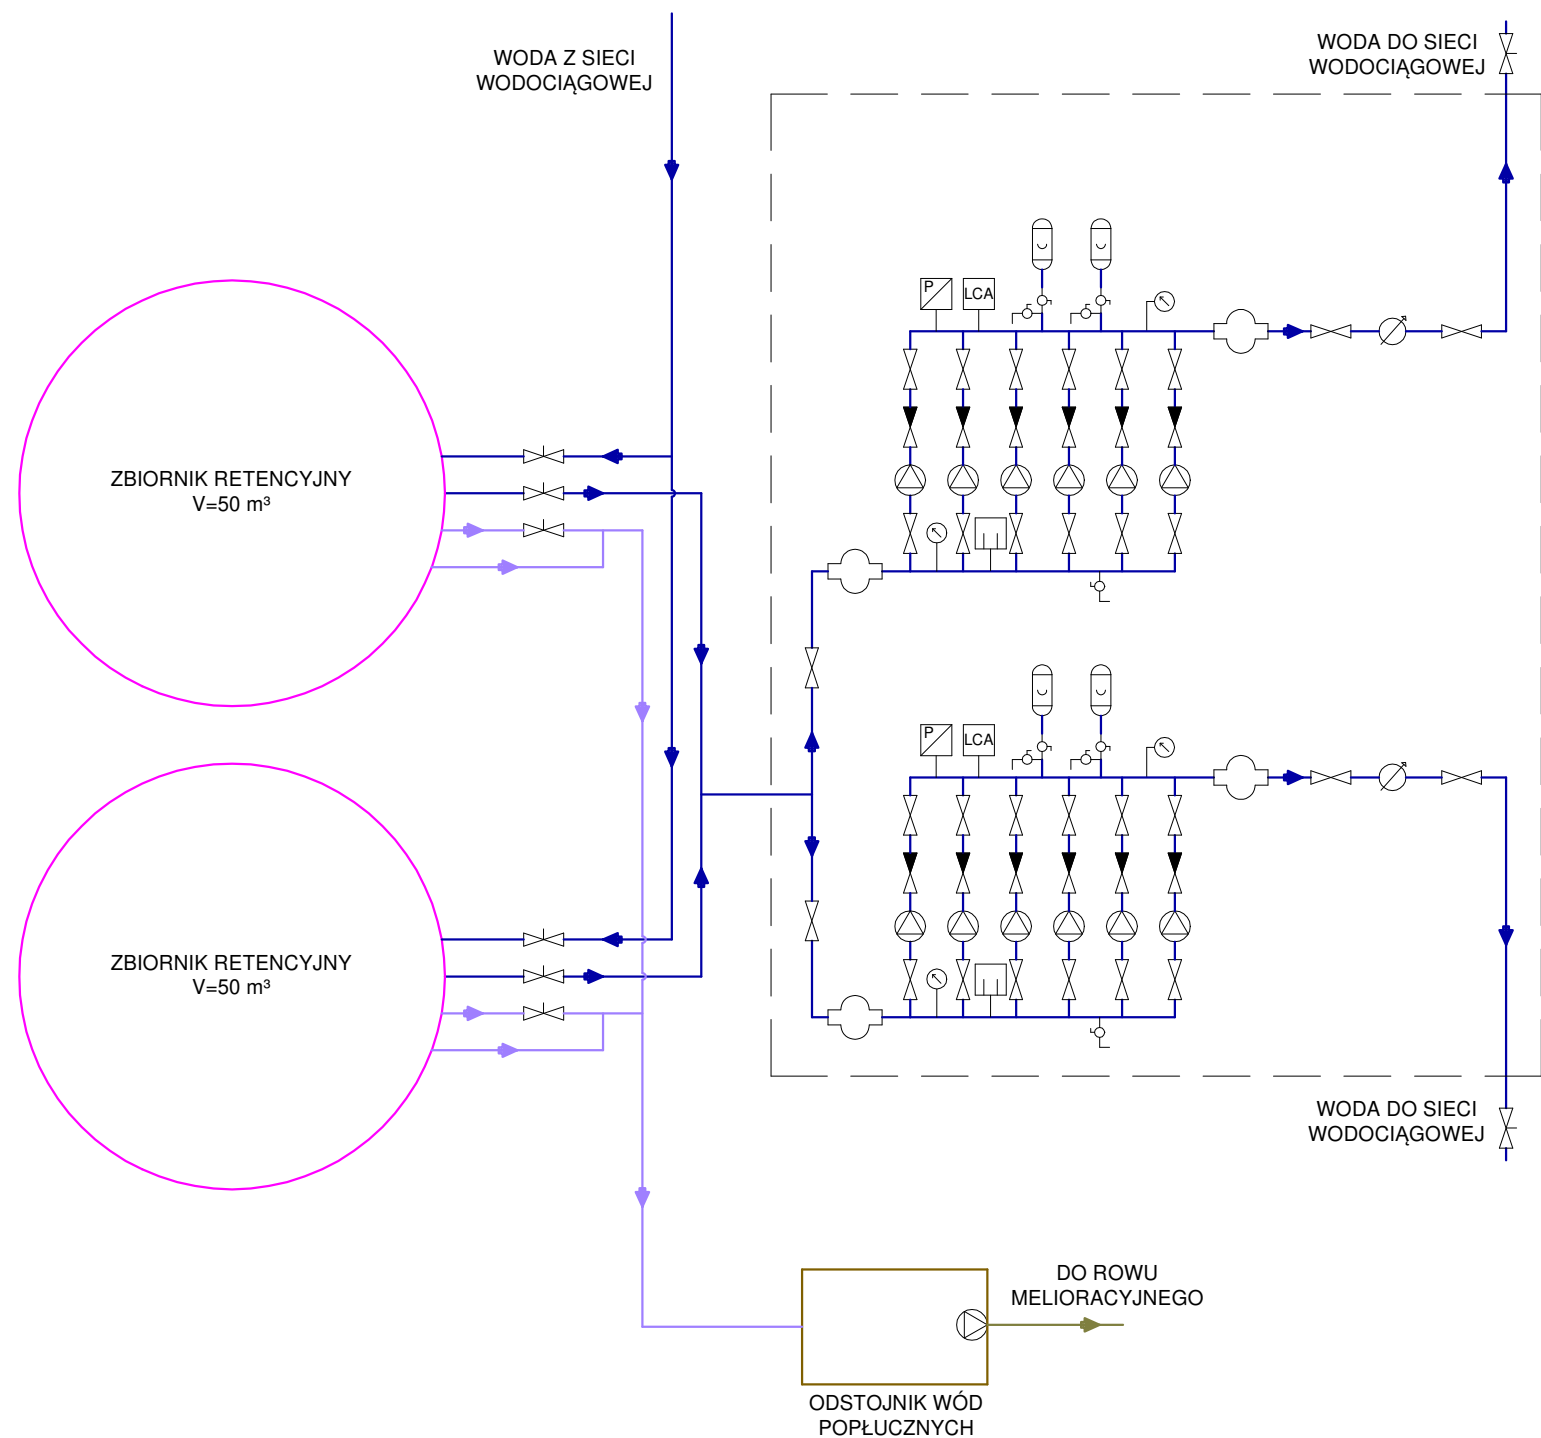 WODA Z SIECI
WODOCIĄGOWEJ
WODA DO SIECI
WODOCIĄGOWEJ
P
LCA
ZBIORNIK RETENCYJNY
V=50 m³
P
LCA
ZBIORNIK RETENCYJNY
V=50 m³
WODA DO SIECI
WODOCIĄGOWEJ
DO ROWU
MELIORACYJNEGO
ODSTOJNIK WÓD
POPŁUCZNYCH